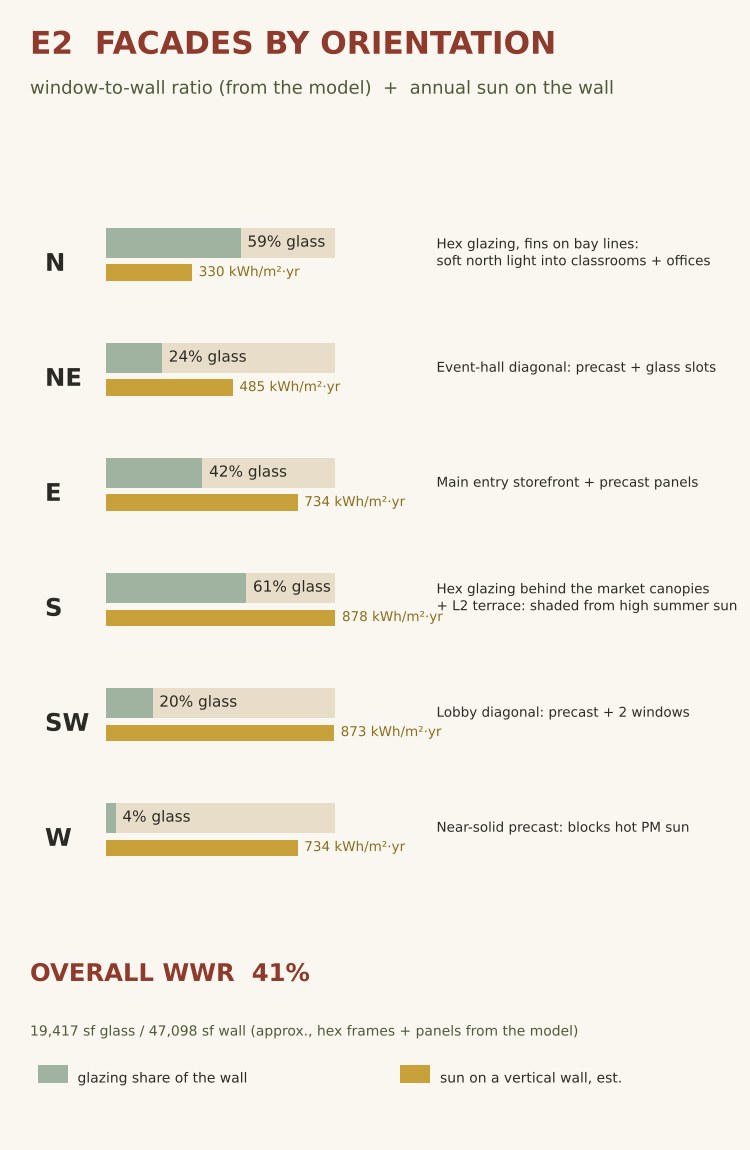 E2  FACADES BY ORIENTATION
window-to-wall ratio (from the model)  +  annual sun on the wall
N
59% glass
330 kWh/m²·yr
Hex glazing, fins on bay lines:
soft north light into classrooms + offices
NE
24% glass
485 kWh/m²·yr
Event-hall diagonal: precast + glass slots
E
42% glass
734 kWh/m²·yr
Main entry storefront + precast panels
S
61% glass
878 kWh/m²·yr
Hex glazing behind the market canopies
+ L2 terrace: shaded from high summer sun
SW
20% glass
873 kWh/m²·yr
Lobby diagonal: precast + 2 windows
W
4% glass
734 kWh/m²·yr
Near-solid precast: blocks hot PM sun
OVERALL WWR  41%
19,417 sf glass / 47,098 sf wall (approx., hex frames + panels from the model)
glazing share of the wall
sun on a vertical wall, est.